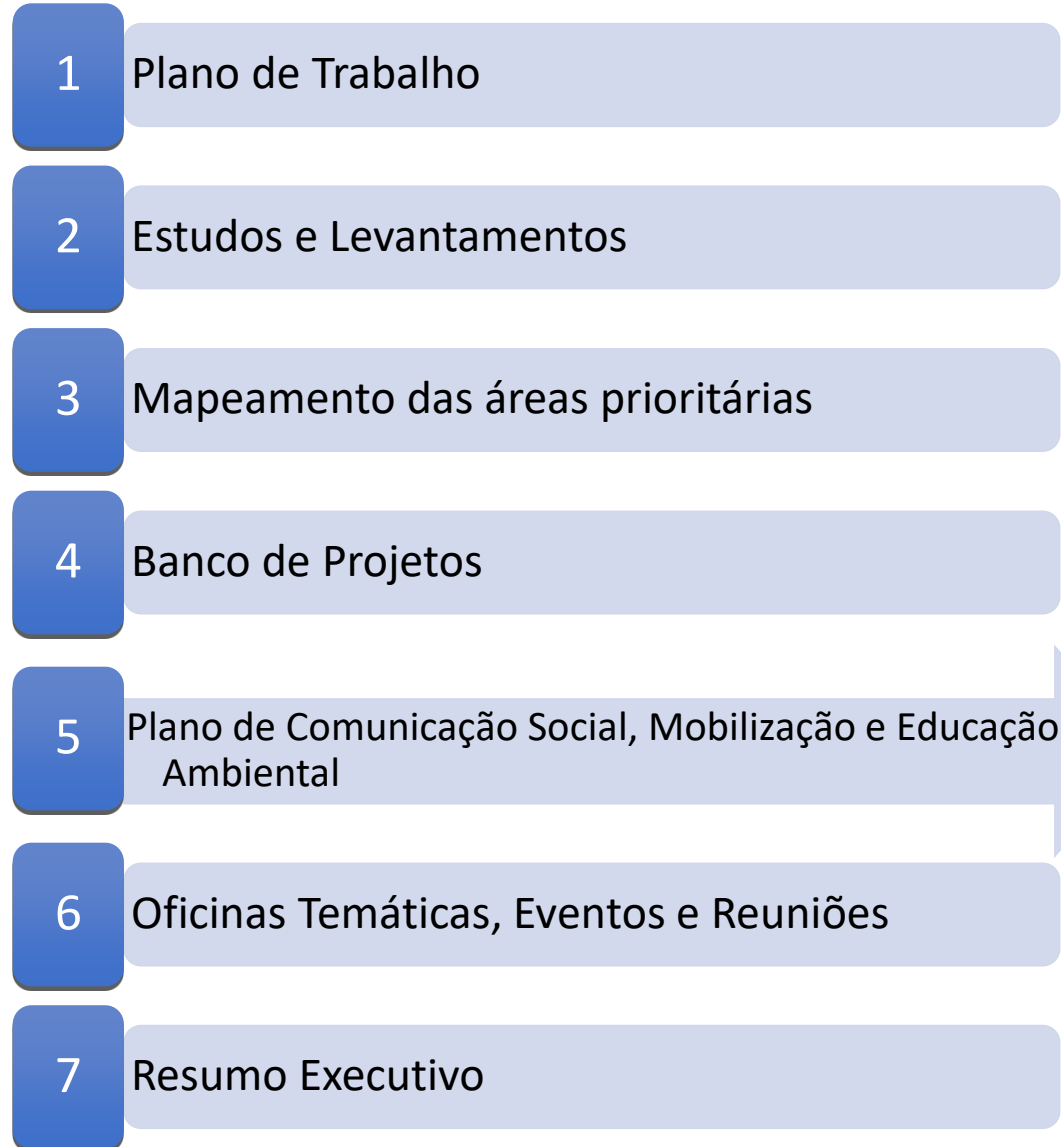 1 Plano de Trabalho
2 Estudos e Levantamentos
3 Mapeamento das áreas prioritárias
4 Banco de Projetos
5 Plano de Comunicação Social, Mobilização e Educação
Ambiental
6 Oficinas Temáticas, Eventos e Reuniões
7 Resumo Executivo